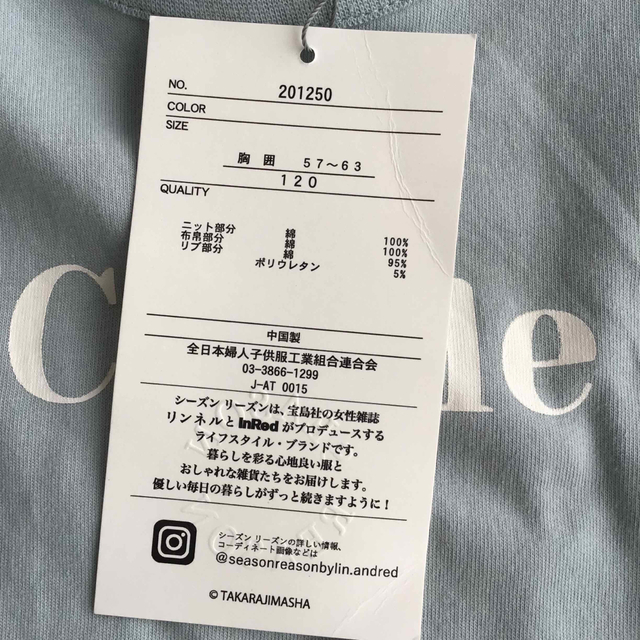 NO. 201250
COLOR
SIZE
胸囲 57～63
120
QUALITY
ニット部分 綿 100%
布帛部分 綿 100%
リブ部分 綿 95%
ポリウレタン 5%
中国製
全日本婦人子供服工業組合連合会
03-3866-1299
J-AT 0015
シーズン リーズンは、宝島社の女性雑誌
リンネルとInRedがプロデュースする
ライフスタイル・ブランドです。
暮らしを彩る心地良い服と
おしゃれな雑貨たちをお届けします。
優しい毎日の暮らしがずっと続きますように！
シーズン リーズンの詳しい情報、
コーディネート画像などは
@seasonreasonbylin.andred
©TAKARAJIMASHA